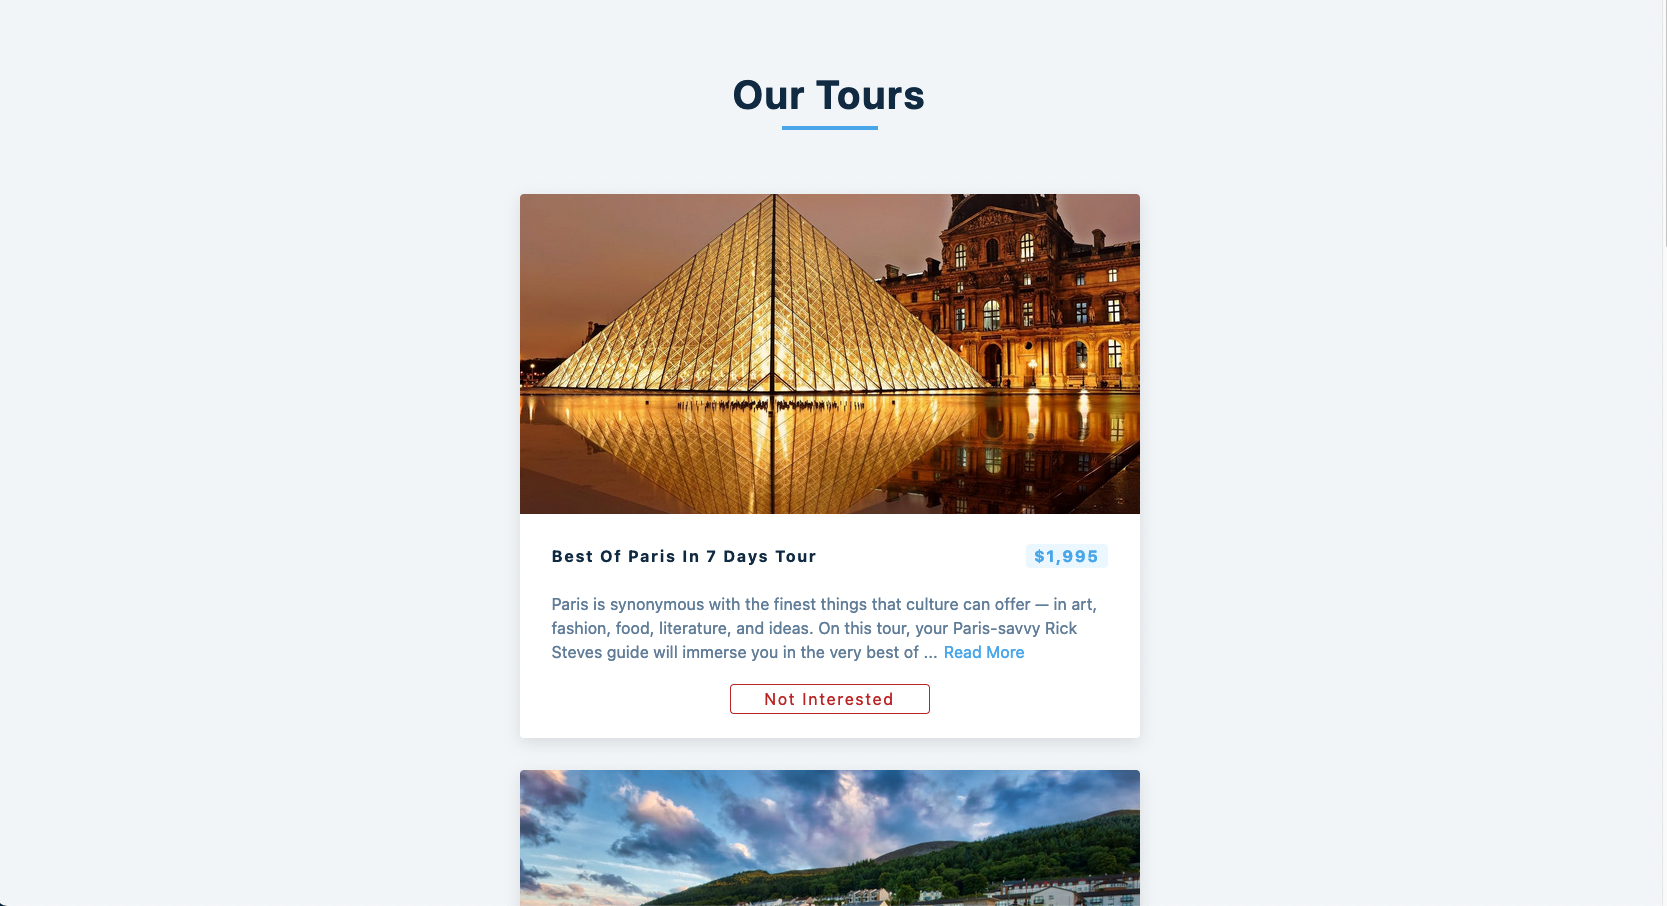 Our Tours
Best Of Paris In 7 Days Tour
$1,995
Paris is synonymous with the finest things that culture can offer — in art,
fashion, food, literature, and ideas. On this tour, your Paris-savvy Rick
Steves guide will immerse you in the very best of ... Read More
Not Interested